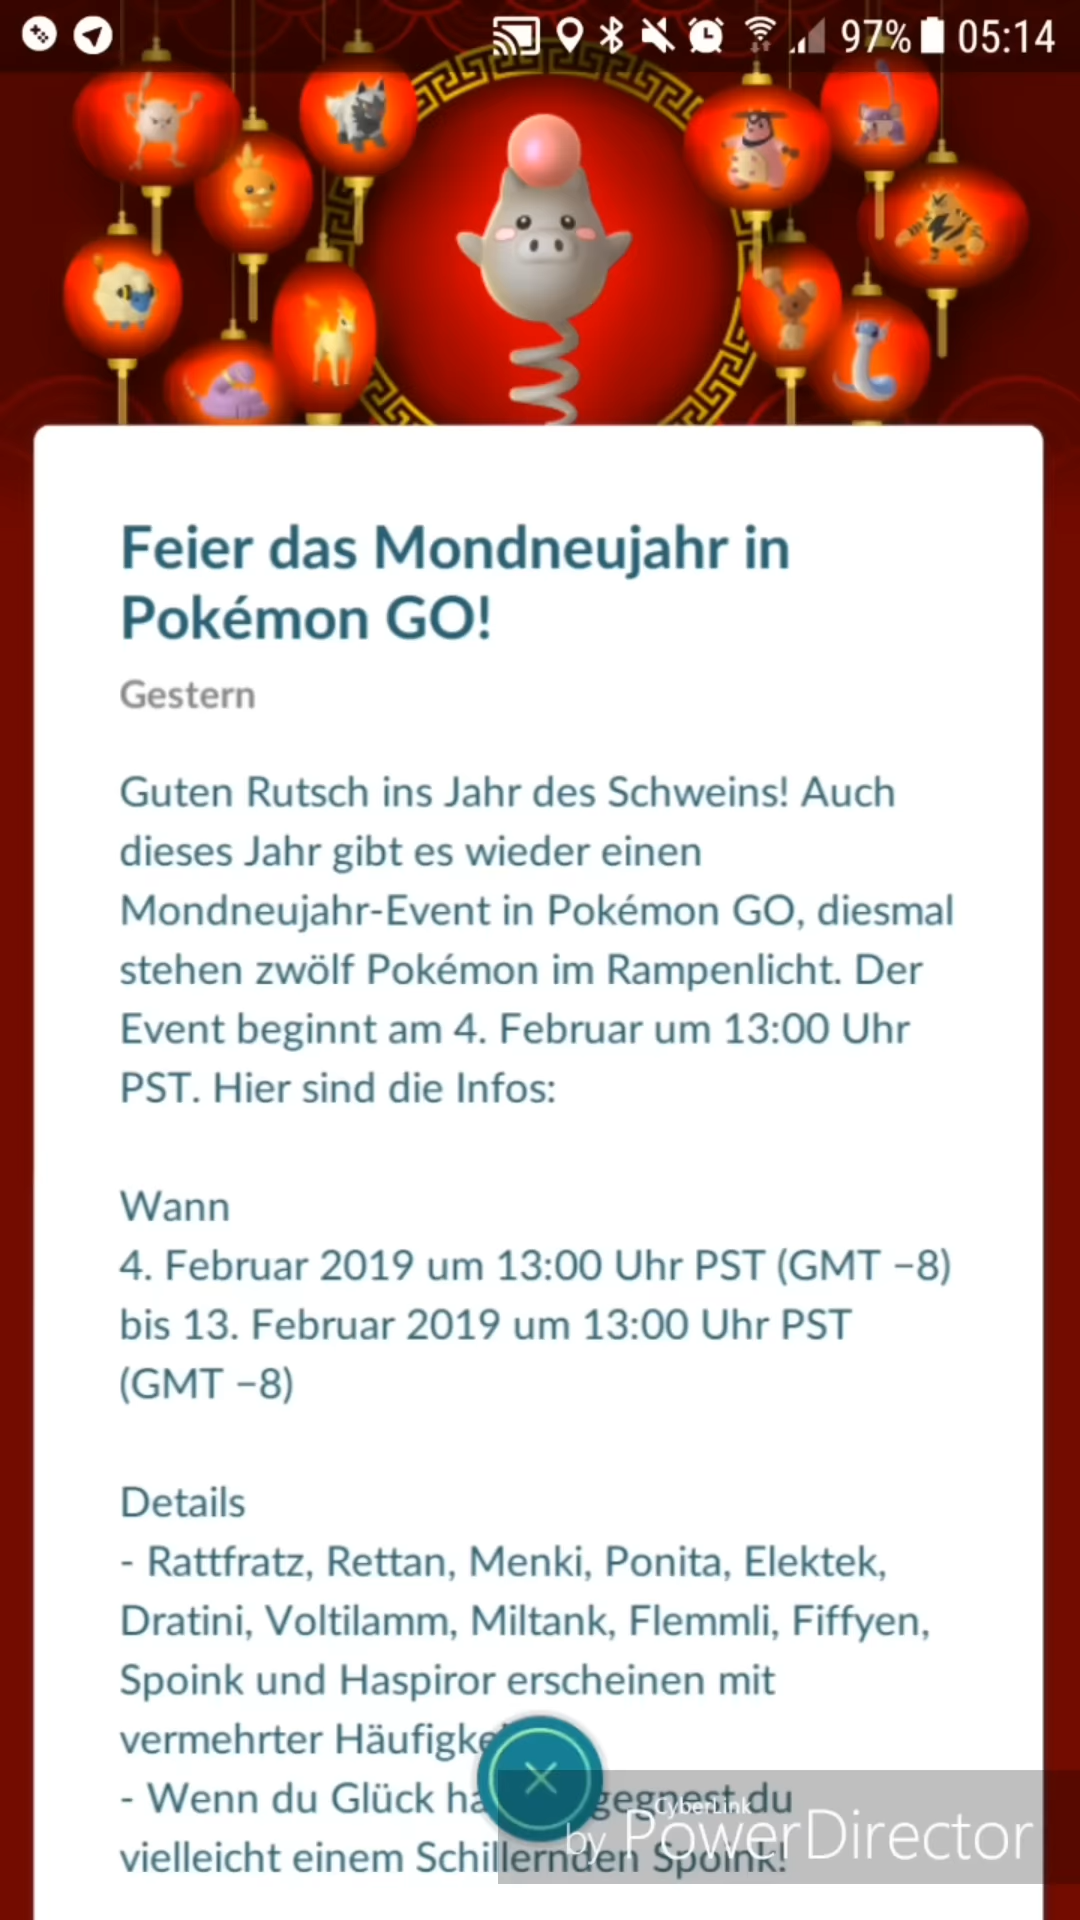 97% 05:14
Feier das Mondneujahr in
Pokémon GO!
Gestern
Guten Rutsch ins Jahr des Schweins! Auch
dieses Jahr gibt es wieder einen
Mondneujahr-Event in Pokémon GO, diesmal
stehen zwölf Pokémon im Rampenlicht. Der
Event beginnt am 4. Februar um 13:00 Uhr
PST. Hier sind die Infos:
Wann
4. Februar 2019 um 13:00 Uhr PST (GMT −8)
bis 13. Februar 2019 um 13:00 Uhr PST
(GMT −8)
Details
- Rattfratz, Rettan, Menki, Ponita, Elektek,
Dratini, Voltilamm, Miltank, Flemmli, Fiffyen,
Spoink und Haspiror erscheinen mit
vermehrter
- Wenn du Glück du
vielleicht einem Schillernden Spoink!
CyberLink
by PowerDirector